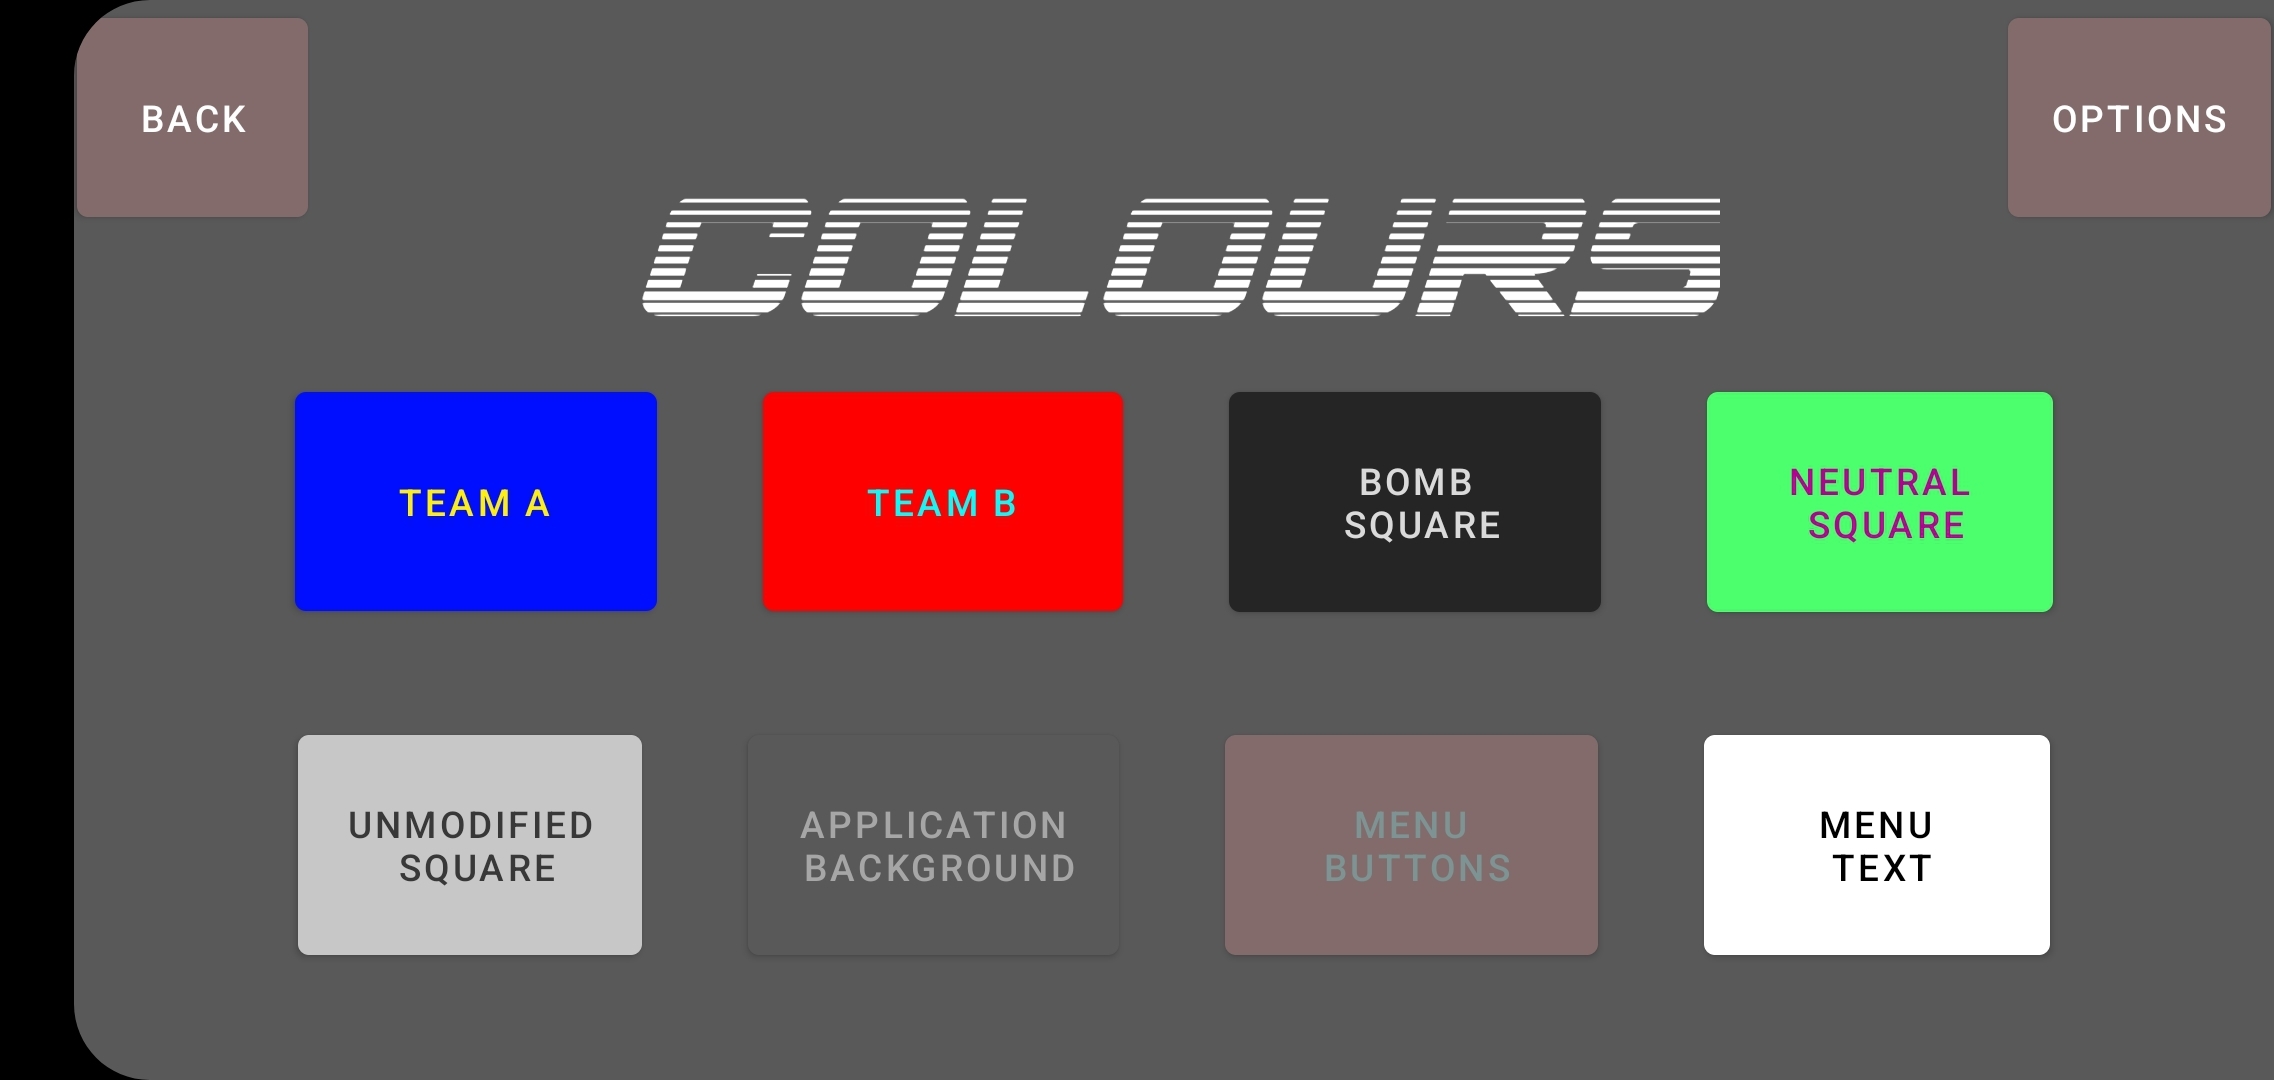 BACK
OPTIONS
COLOURS
TEAM A
TEAM B
BOMB
SQUARE
NEUTRAL
SQUARE
UNMODIFIED
SQUARE
APPLICATION
BACKGROUND
MENU
BUTTONS
MENU
TEXT